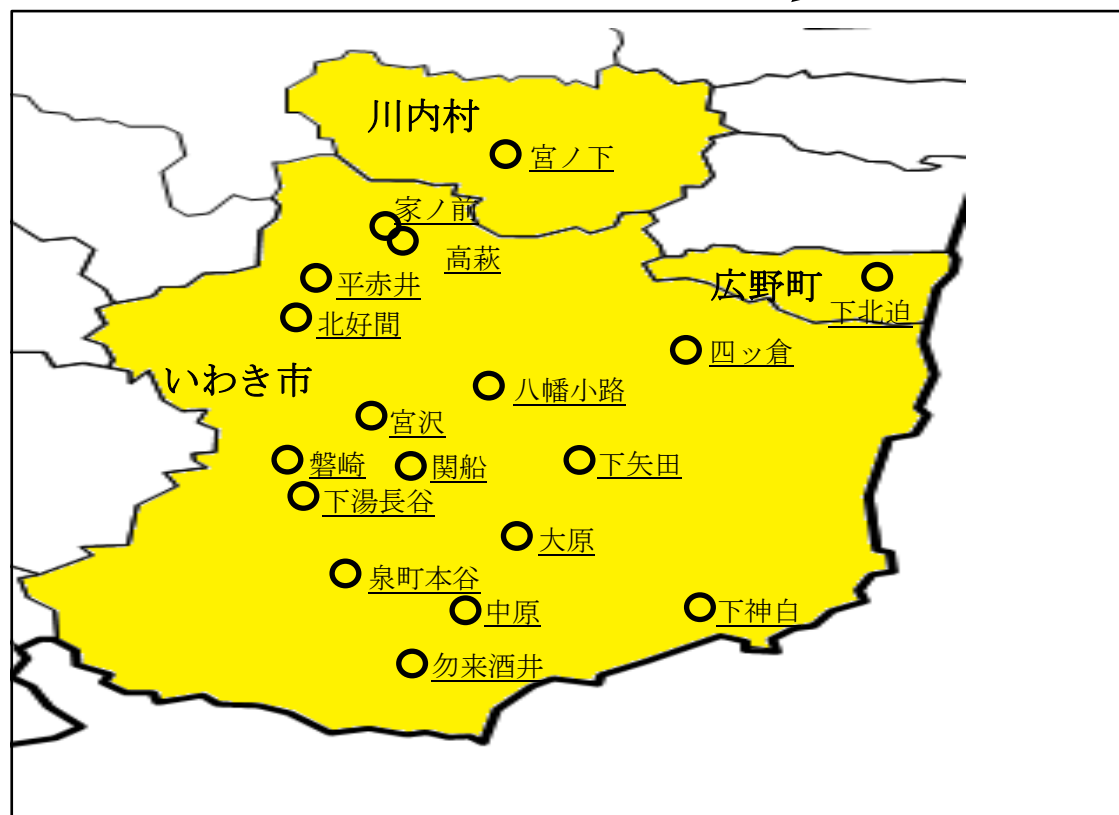 川内村
宮ノ下
家ノ前
高萩
平赤井
広野町
下北迫
北好間
四ッ倉
いわき市
八幡小路
宮沢
磐崎
関船
下矢田
下湯長谷
大原
泉町本谷
中原
下神白
勿来酒井